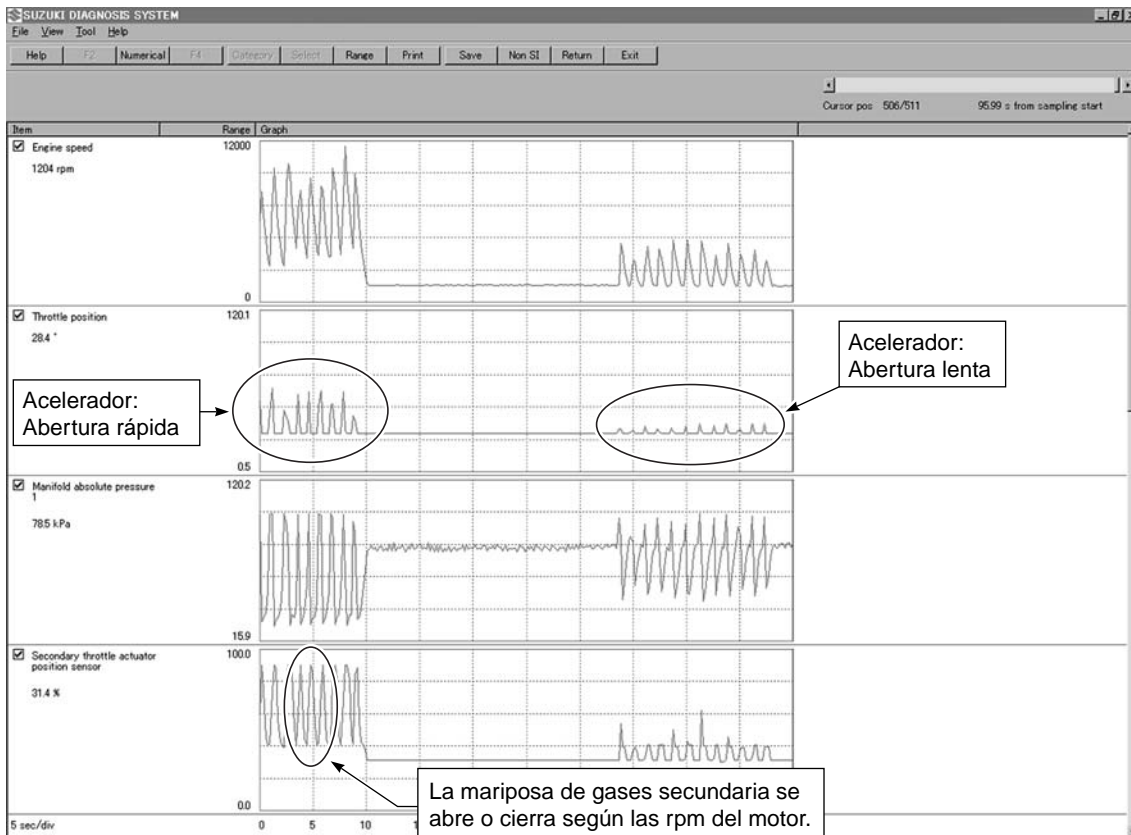 SUZUKI DIAGNOSIS SYSTEM
File View Tool Help
Help F2 Numerical F4 Category Select Range Print Save Non SI Return Exit
Cursor pos 506/511 95.99 s from sampling start
Item Range Graph
Engine speed 12000
1204 rpm
0
Throttle position 120.1
28.4 °
Acelerador:
Abertura lenta
Acelerador:
Abertura rápida
0.5
Manifold absolute pressure 120.2
1
78.5 kPa
15.9
Secondary throttle actuator 100.0
position sensor
31.4 %
La mariposa de gases secundaria se
abre o cierra según las rpm del motor.
0.0
5 sec/div 0 5 10